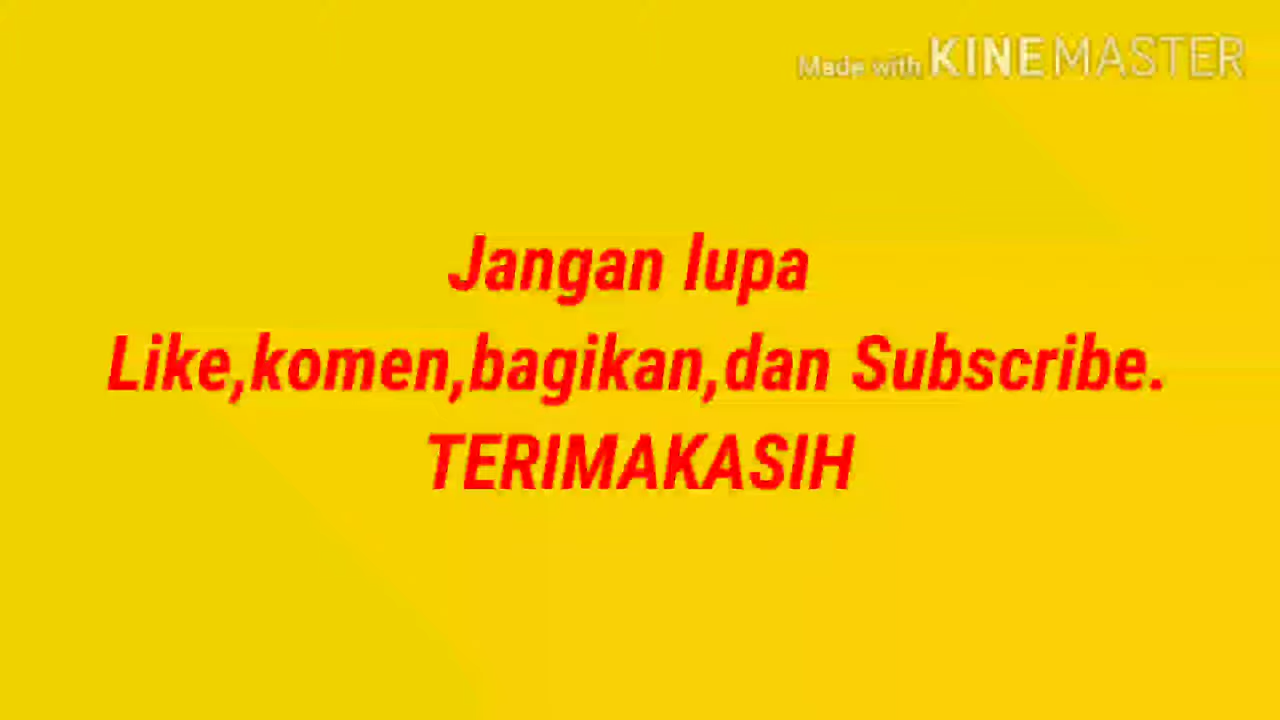 Made with KINEMASTER
Jangan lupa
Like,komen,bagikan,dan Subscribe.
TERIMAKASIH